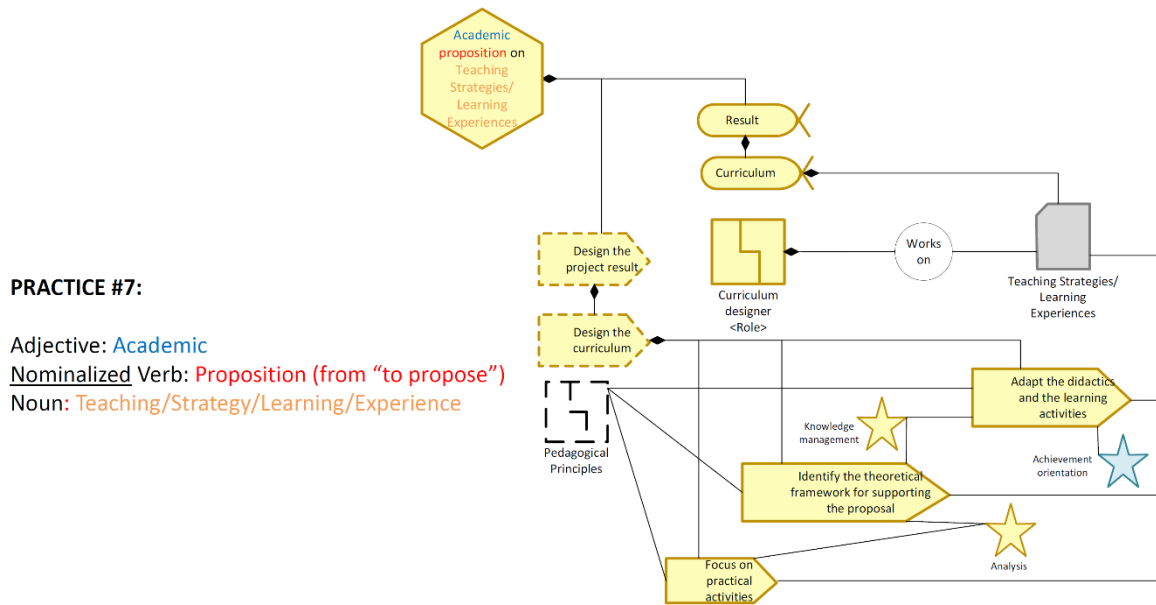 Academic
proposition on
Teaching
Strategies/
Learning
Experiences
Result
Curriculum
Design the
project result
Curriculum
designer
<Role>
Works
on
Teaching Strategies/
Learning
Experiences
PRACTICE #7:
Adjective: Academic
Nominalized Verb: Proposition (from “to propose”)
Noun: Teaching/Strategy/Learning/Experience
Design the
curriculum
Pedagogical
Principles
Adapt the didactics
and the learning
activities
Knowledge
management
Achievement
orientation
Identify the theoretical
framework for supporting
the proposal
Analysis
Focus on
practical
activities